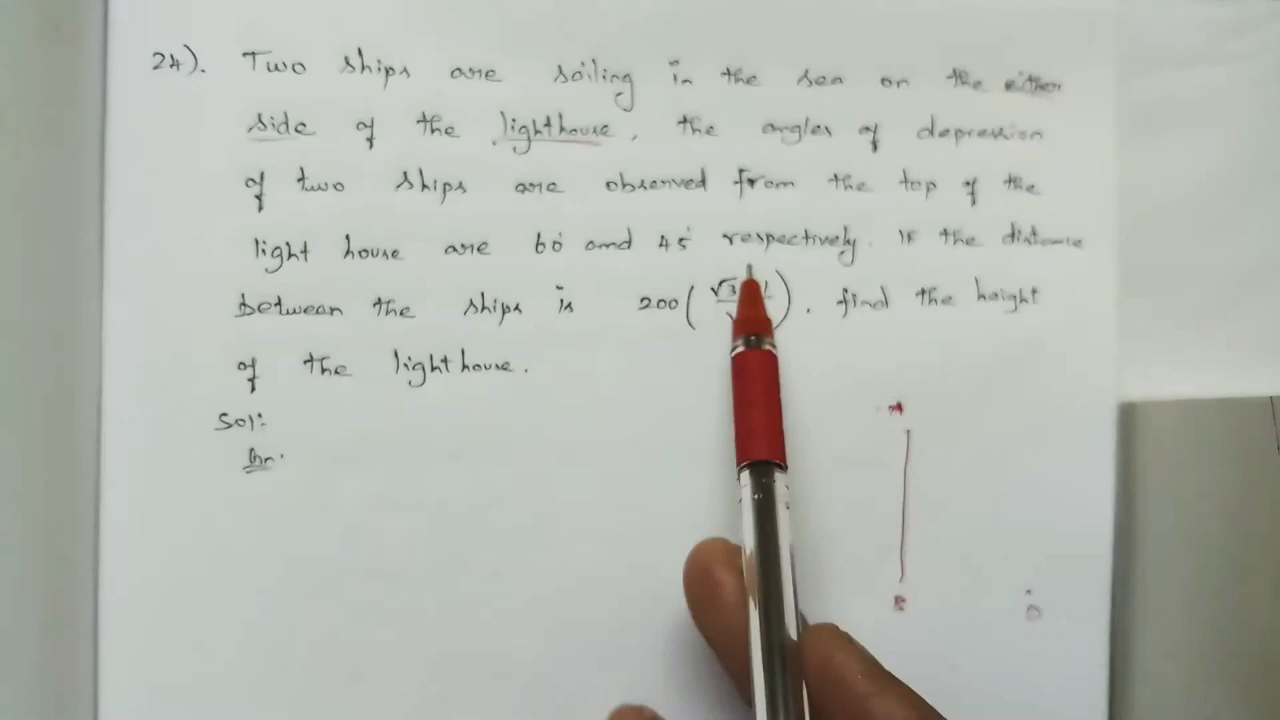 24). Two ships are sailing in the sea on the either
side of the lighthouse, the angles of depression
of two ships are observed from the top of the
light house are 60° and 45° respectively. If the distance
between the ships is 200 ( √3 ) , find the height
of the lighthouse.
Sol:
A
B
D